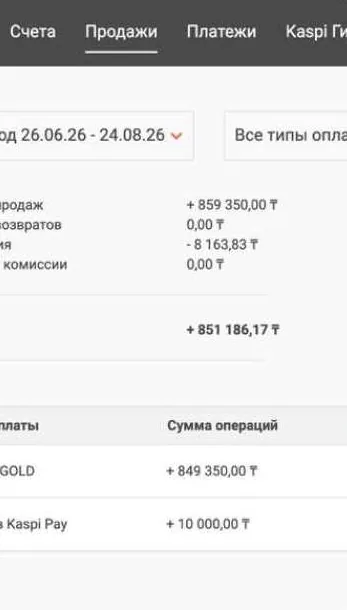 Счета Продажи Платежи Kaspi Ги
од 26.06.26 - 24.08.26 Все типы опла
родаж + 859 350,00 ₸
возвратов 0,00 ₸
ия - 8 163,83 ₸
комиссии 0,00 ₸
+ 851 186,17 ₸
платы Сумма операций
GOLD + 849 350,00 ₸
в Kaspi Pay + 10 000,00 ₸